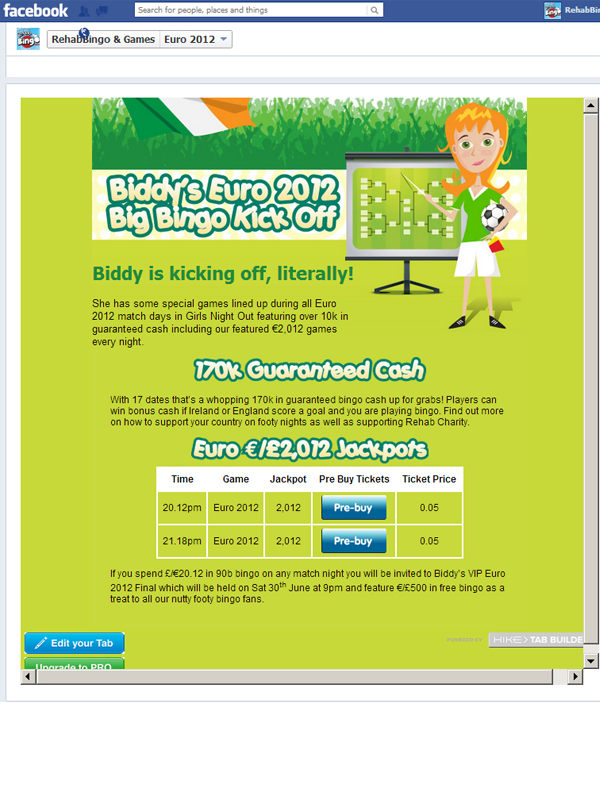 facebook
Search for people, places and things
RehabBin
RehabBingo & Games
Euro 2012
Biddy's Euro 2012
Big Bingo Kick Off
Biddy is kicking off, literally!
She has some special games lined up during all Euro
2012 match days in Girls Night Out featuring over 10k in
guaranteed cash including our featured €2,012 games
every night.
170k Guaranteed Cash
With 17 dates that's a whopping 170k in guaranteed bingo cash up for grabs! Players can
win bonus cash if Ireland or England score a goal and you are playing bingo. Find out more
on how to support your country on footy nights as well as supporting Rehab Charity.
Euro €/£2,012 Jackpots
Time Game Jackpot Pre Buy Tickets Ticket Price
20.12pm Euro 2012 2,012 Pre-buy 0.05
21.18pm Euro 2012 2,012 Pre-buy 0.05
If you spend £/€20.12 in 90b bingo on any match night you will be invited to Biddy's VIP Euro
2012 Final which will be held on Sat 30th June at 9pm and feature €/£500 in free bingo as a
treat to all our nutty footy bingo fans.
Edit your Tab
HIKE TAB BUILDE
Upgrade to PRO